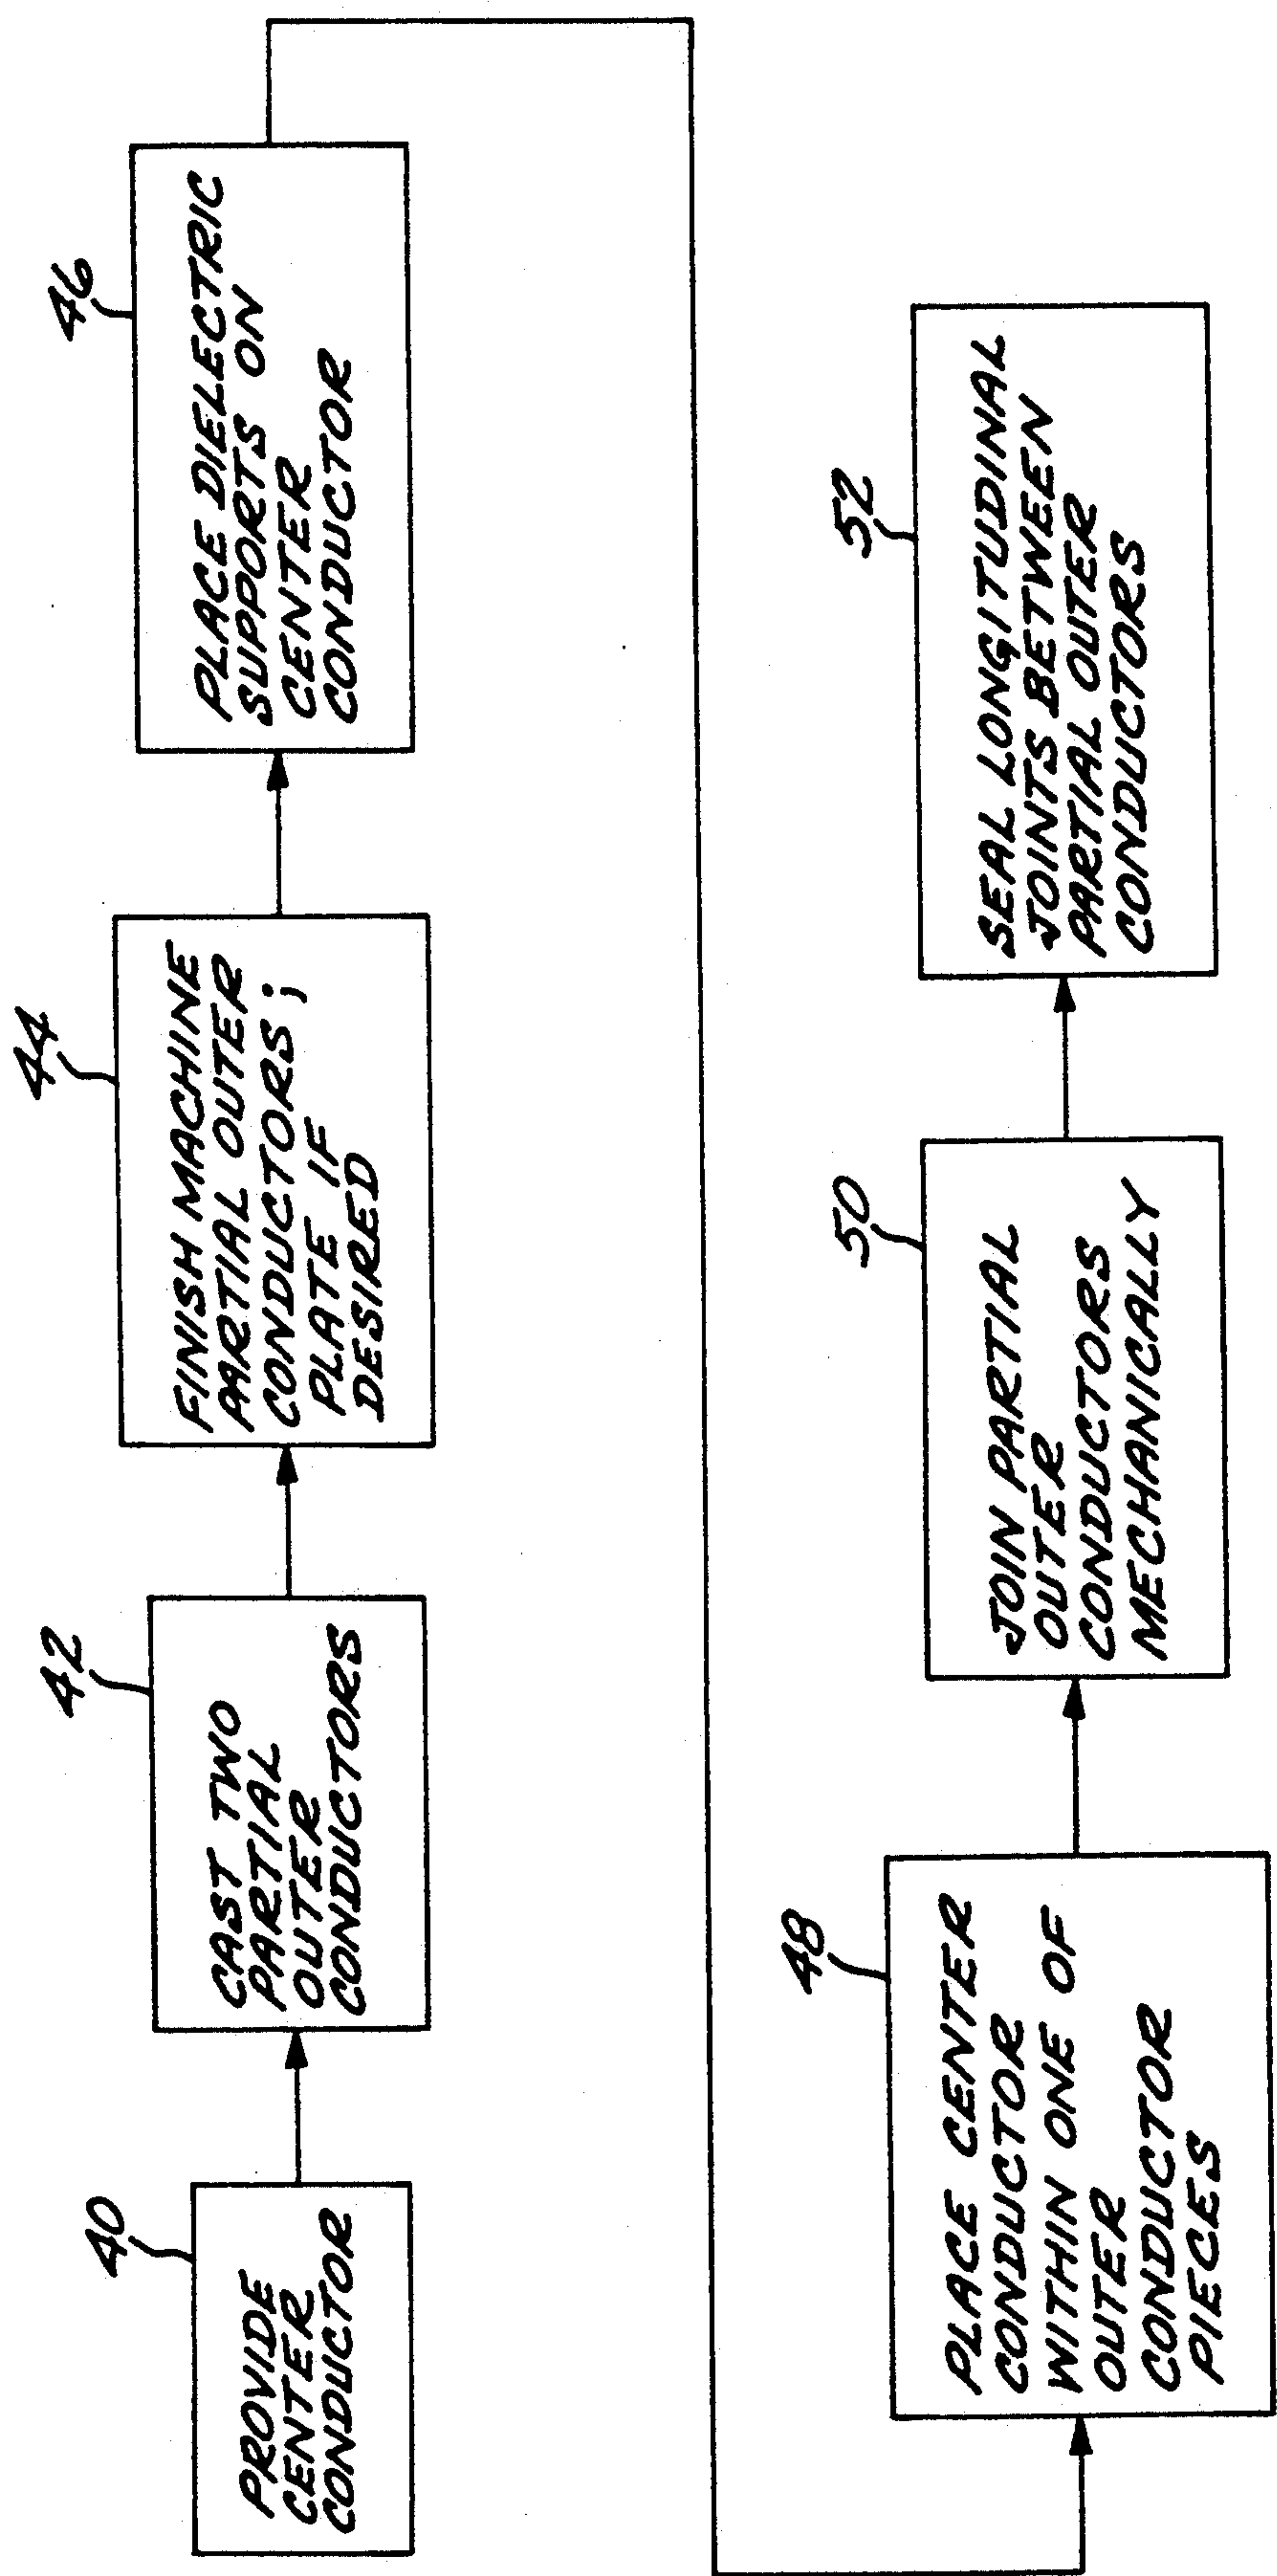 40
PROVIDE
CENTER
CONDUCTOR
42
CAST TWO
PARTIAL
OUTER
CONDUCTORS
44
FINISH MACHINE
PARTIAL OUTER
CONDUCTORS;
PLATE IF
DESIRED
46
PLACE DIELECTRIC
SUPPORTS ON
CENTER
CONDUCTOR
48
PLACE CENTER
CONDUCTOR
WITHIN ONE OF
OUTER
CONDUCTOR
PIECES
50
JOIN PARTIAL
OUTER
CONDUCTORS
MECHANICALLY
52
SEAL LONGITUDINAL
JOINTS BETWEEN
PARTIAL OUTER
CONDUCTORS